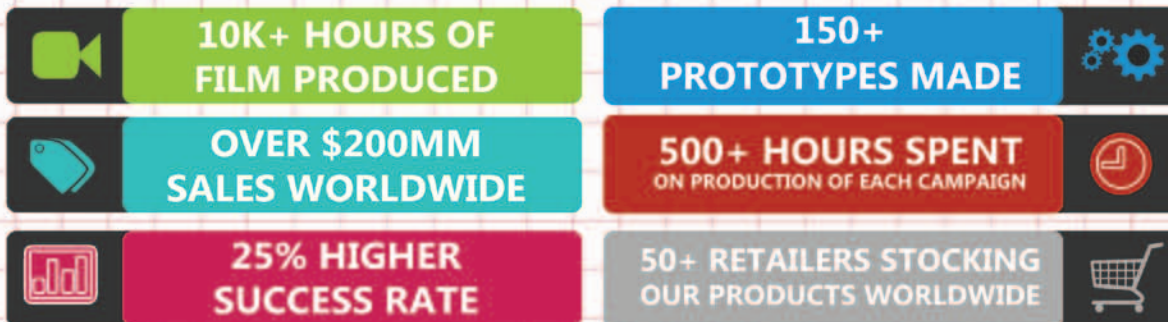 10K+ HOURS OF
FILM PRODUCED
150+
PROTOTYPES MADE
OVER $200MM
SALES WORLDWIDE
500+ HOURS SPENT
ON PRODUCTION OF EACH CAMPAIGN
25% HIGHER
SUCCESS RATE
50+ RETAILERS STOCKING
OUR PRODUCTS WORLDWIDE